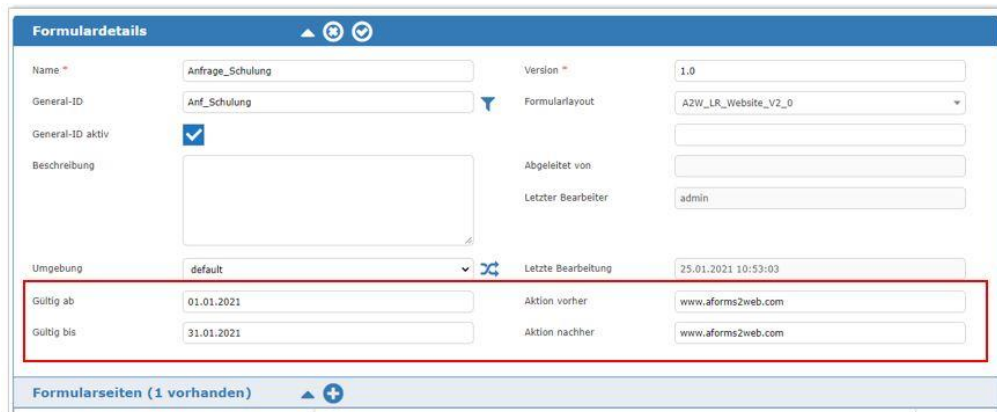 Formulardetails
Name * Anfrage_Schulung Version * 1.0
General-ID Anf_Schulung Formularlayout A2W_LR_Website_V2_0
General-ID aktiv
Beschreibung Abgeleitet von
Letzter Bearbeiter admin
Umgebung default Letzte Bearbeitung 25.01.2021 10:53:03
Gültig ab 01.01.2021 Aktion vorher www.aforms2web.com
Gültig bis 31.01.2021 Aktion nachher www.aforms2web.com
Formularseiten (1 vorhanden)